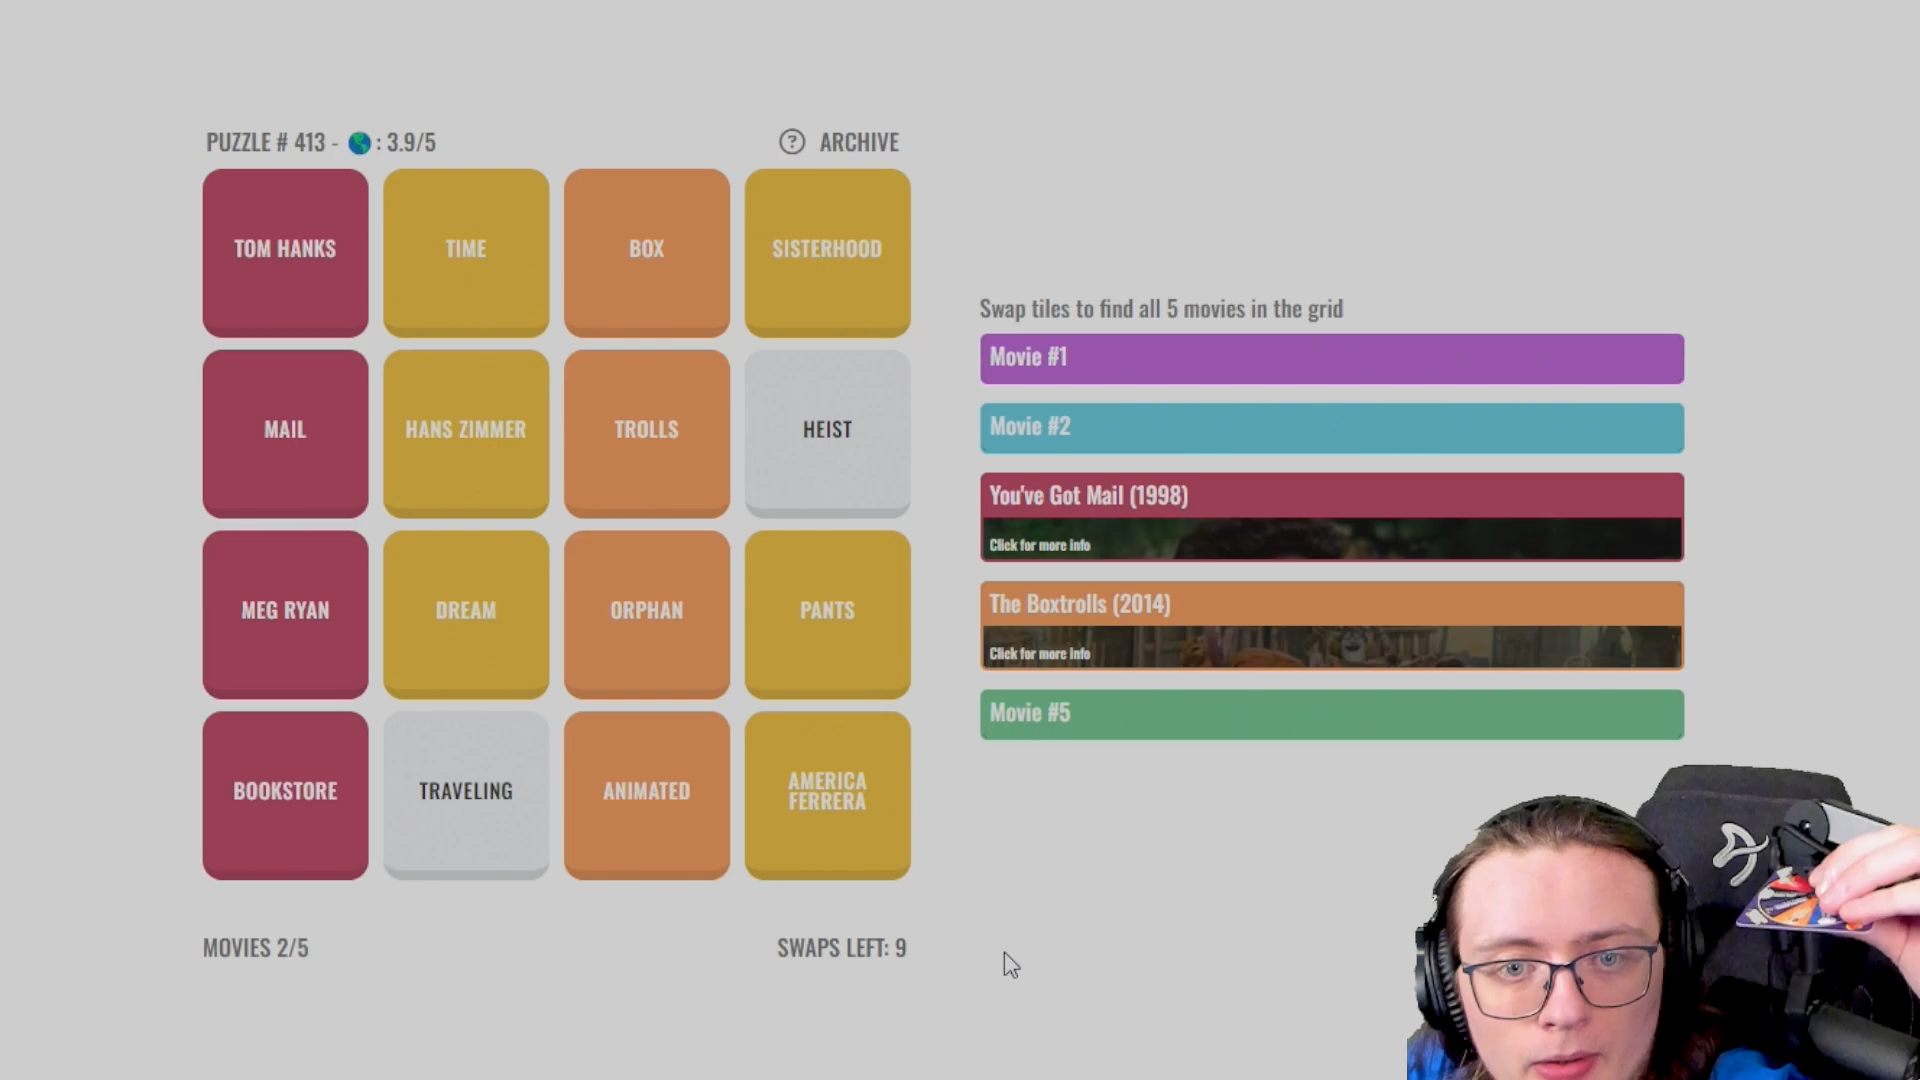 PUZZLE # 413 - : 3.9/5
? ARCHIVE
TOM HANKS
TIME
BOX
SISTERHOOD
MAIL
HANS ZIMMER
TROLLS
HEIST
MEG RYAN
DREAM
ORPHAN
PANTS
BOOKSTORE
TRAVELING
ANIMATED
AMERICA
FERRERA
MOVIES 2/5
SWAPS LEFT: 9
Swap tiles to find all 5 movies in the grid
Movie #1
Movie #2
You've Got Mail (1998)
Click for more info
The Boxtrolls (2014)
Click for more info
Movie #5